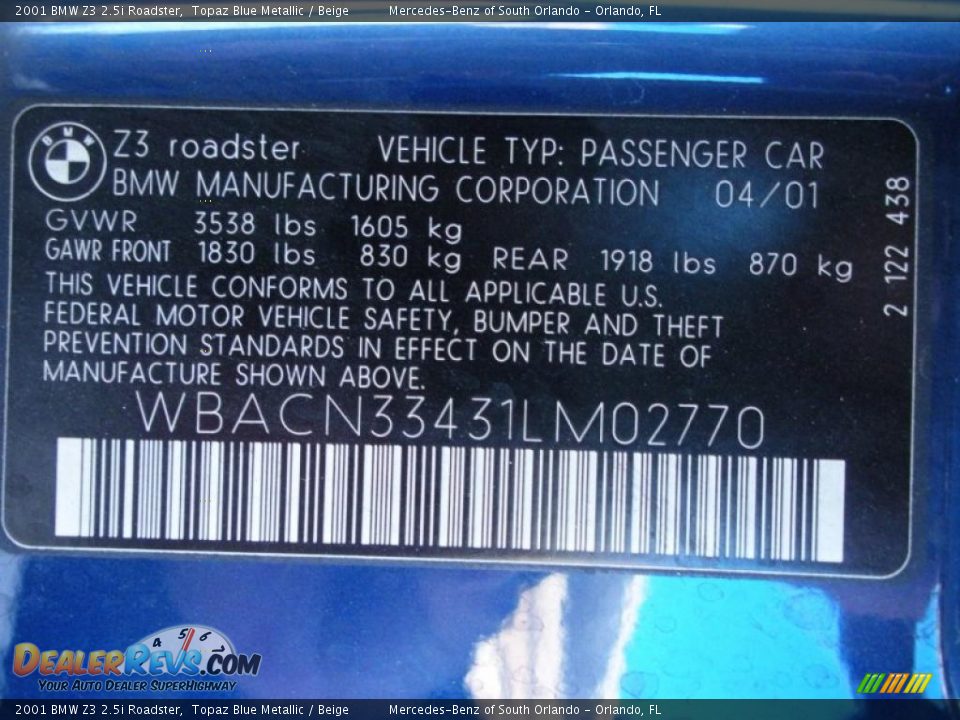 2001 BMW Z3 2.5i Roadster, Topaz Blue Metallic / Beige Mercedes-Benz of South Orlando - Orlando, FL
BMW
Z3 roadster VEHICLE TYP: PASSENGER CAR
BMW MANUFACTURING CORPORATION 04/01
GVWR 3538 lbs 1605 kg
GAWR FRONT 1830 lbs 830 kg REAR 1918 lbs 870 kg
THIS VEHICLE CONFORMS TO ALL APPLICABLE U.S.
FEDERAL MOTOR VEHICLE SAFETY, BUMPER AND THEFT
PREVENTION STANDARDS IN EFFECT ON THE DATE OF
MANUFACTURE SHOWN ABOVE.
2 122 438
WBACN33431LM02770
4 5 6 7
DEALERREVS.COM
YOUR AUTO DEALER SUPERHIGHWAY
2001 BMW Z3 2.5i Roadster, Topaz Blue Metallic / Beige Mercedes-Benz of South Orlando - Orlando, FL